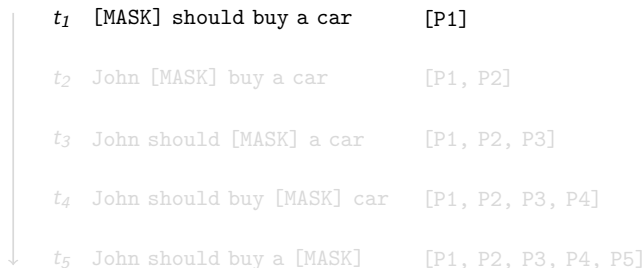 t1 [MASK] should buy a car [P1]
t2 John [MASK] buy a car [P1, P2]
t3 John should [MASK] a car [P1, P2, P3]
t4 John should buy [MASK] car [P1, P2, P3, P4]
t5 John should buy a [MASK] [P1, P2, P3, P4, P5]